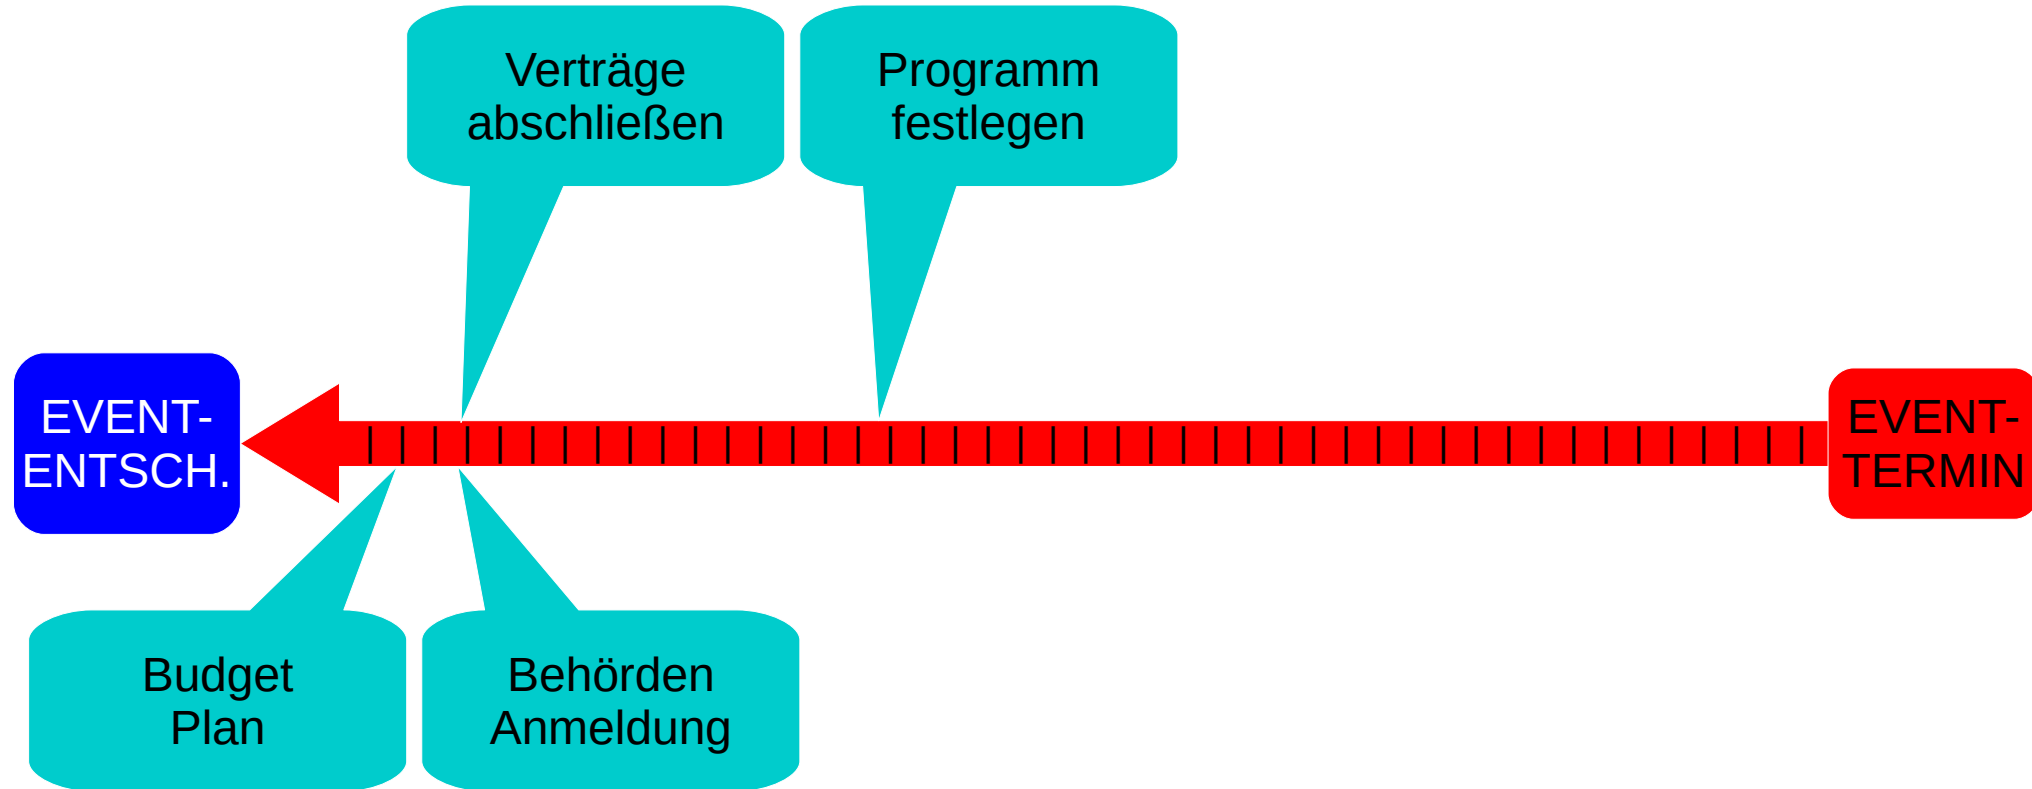 Verträge
abschließen
Programm
festlegen
EVENT-
ENTSCH.
EVENT-
TERMIN
Budget
Plan
Behörden
Anmeldung